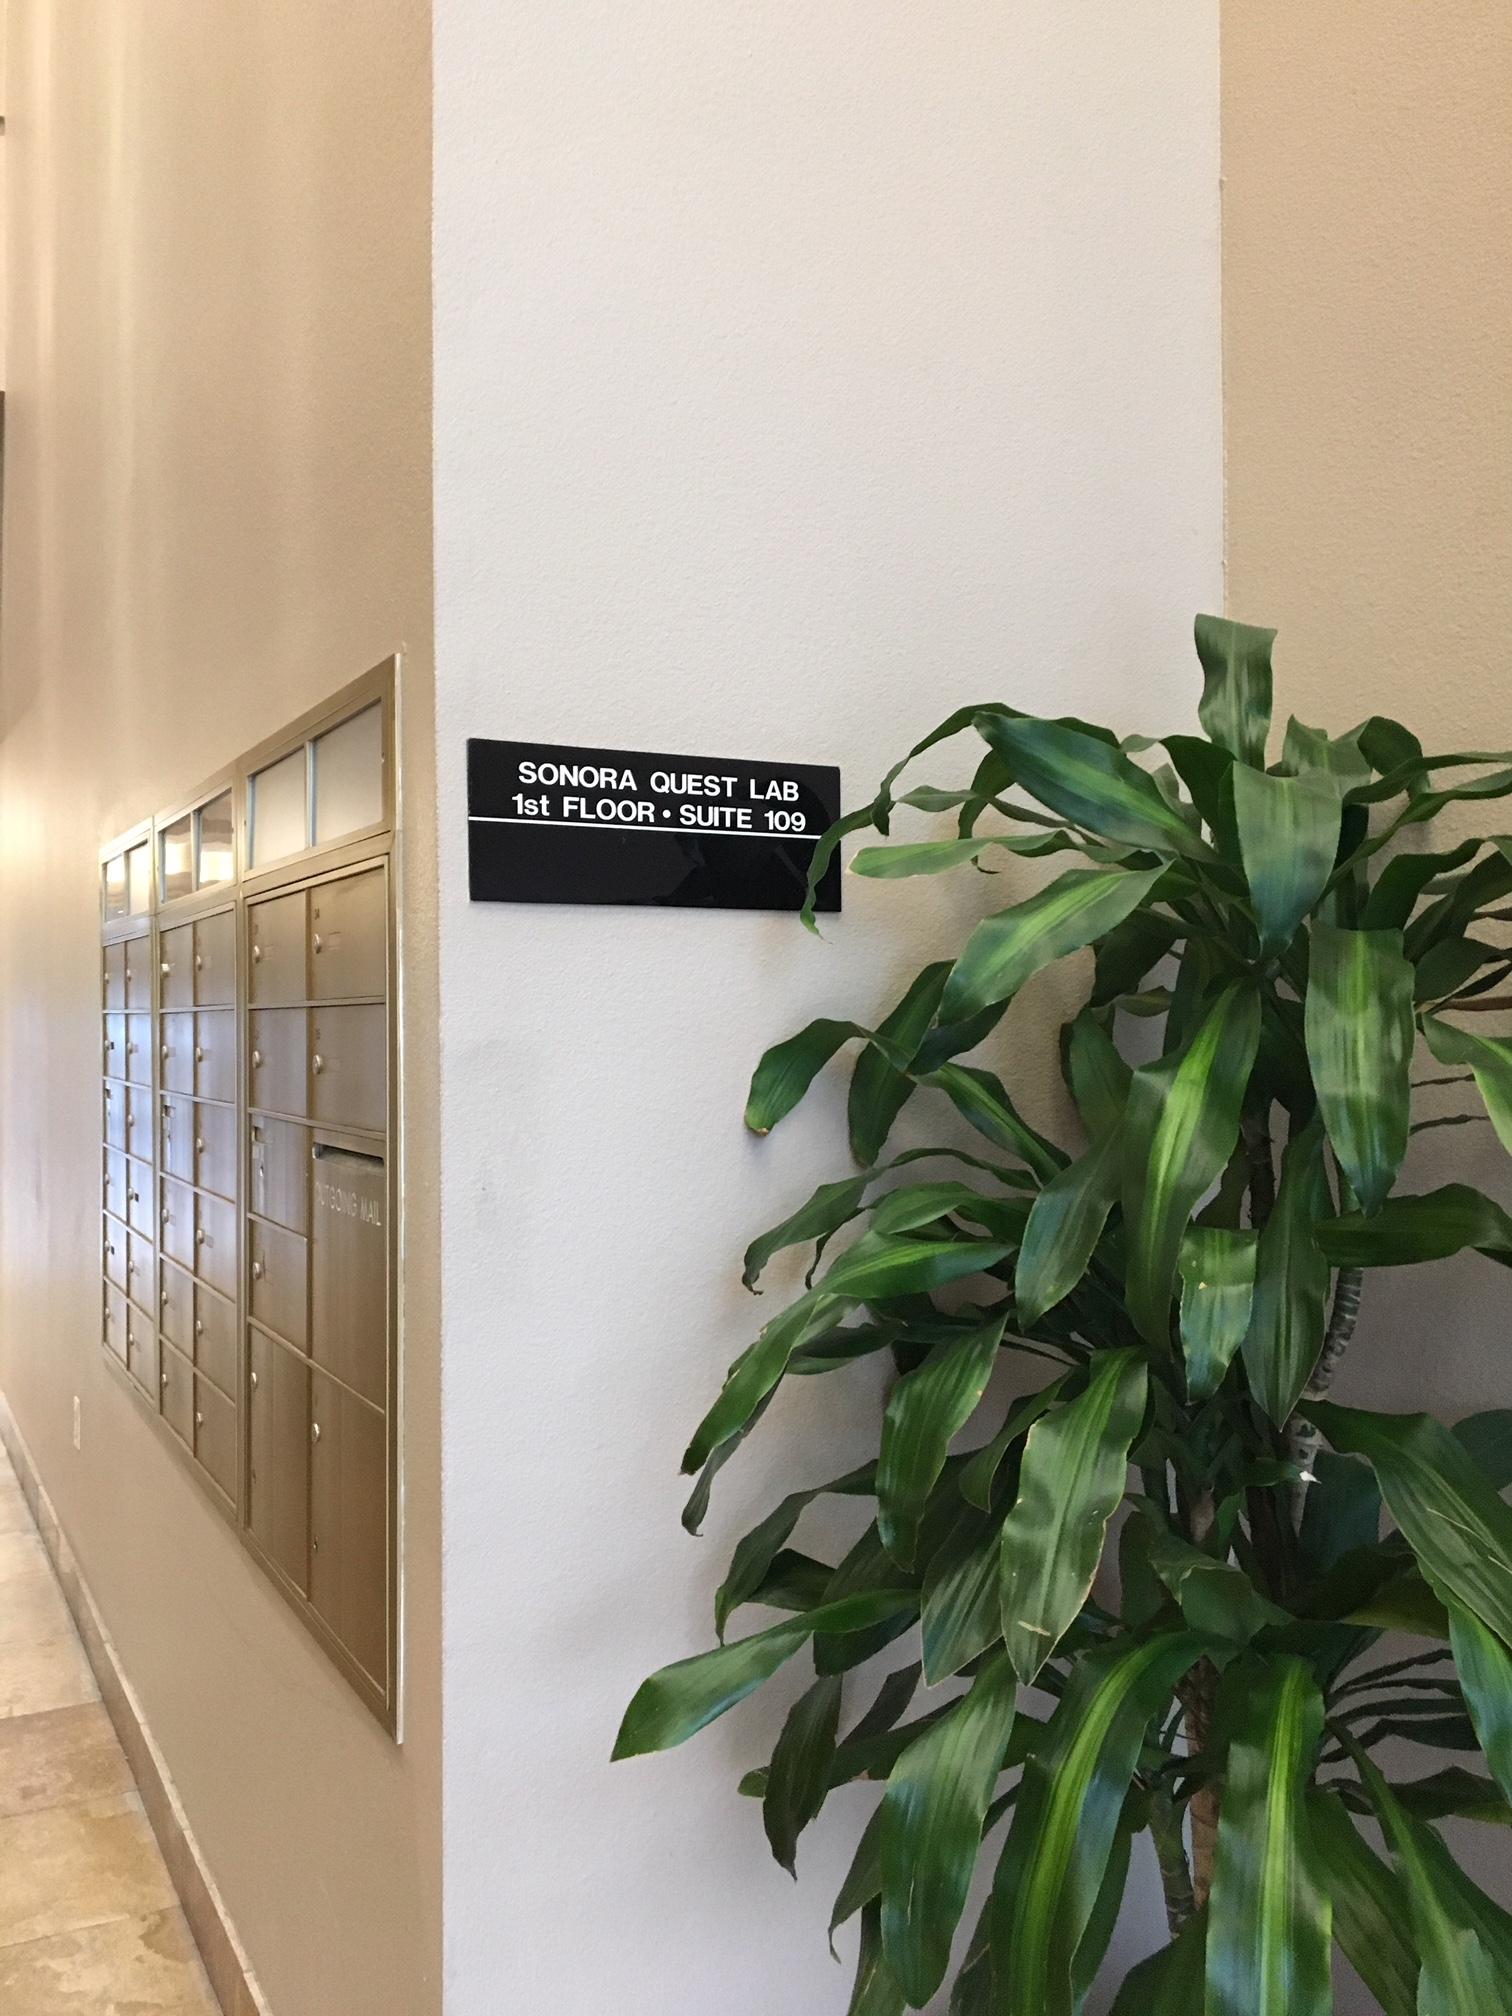 SONORA QUEST LAB
1st FLOOR • SUITE 109
OUTGOING MAIL